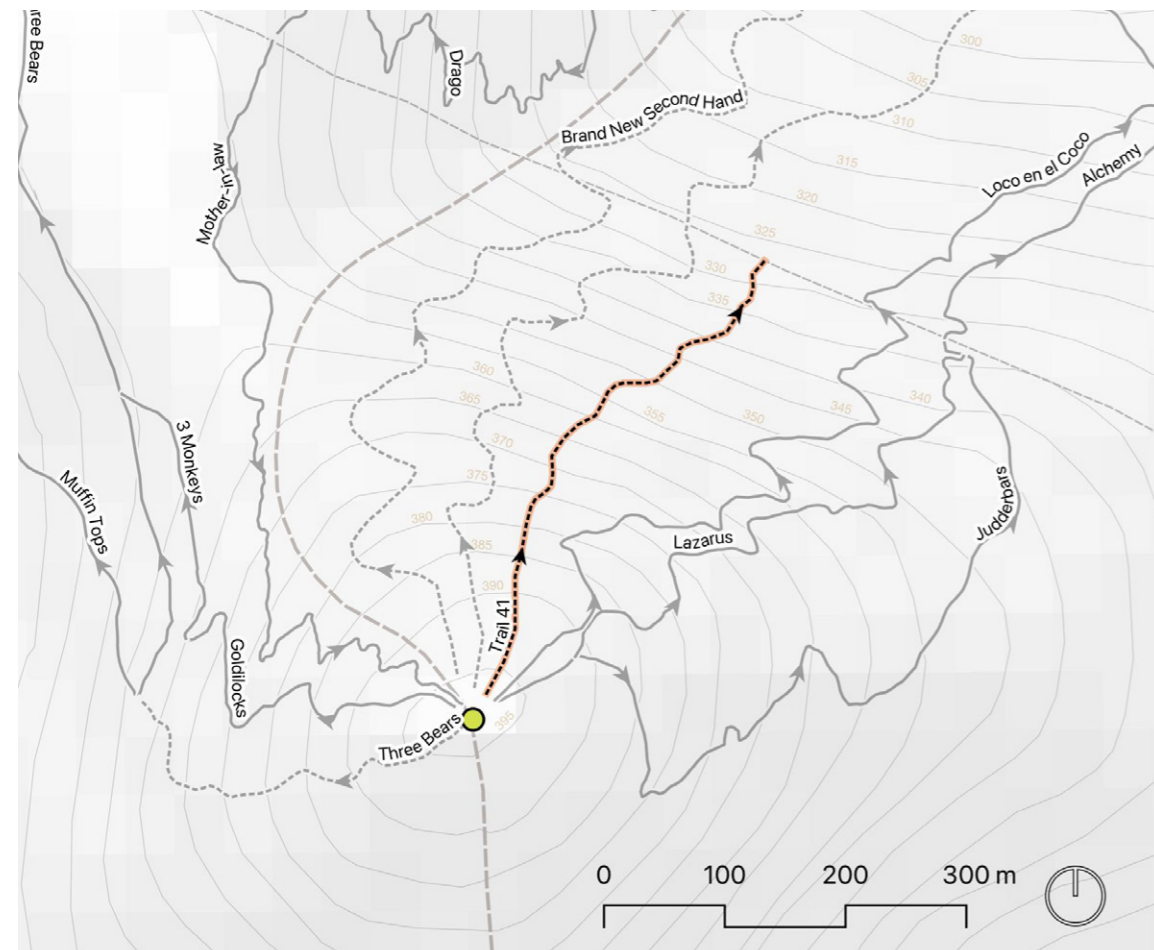 ree Bears
Drago
300
305
Brand New Second Hand
310
Loco en el Coco
Mother-in-law
315
Alchemy
320
325
330
335
360
365
340
345
350
355
370
3 Monkeys
375
Muffin Tops
380
Judderbars
385
Lazarus
390
Trail 41
Goldilocks
Three Bears
395
0 100 200 300 m